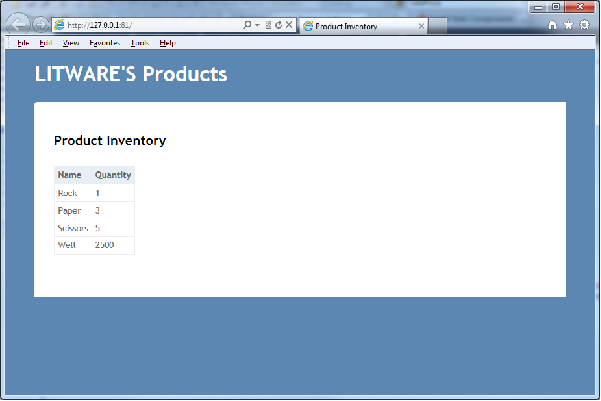 http://127.0.0.1:81/
Product Inventory
File Edit View Favorites Tools Help
LITWARE'S Products
Product Inventory
Name Quantity
Rock 1
Paper 3
Scissors 5
Well 2500